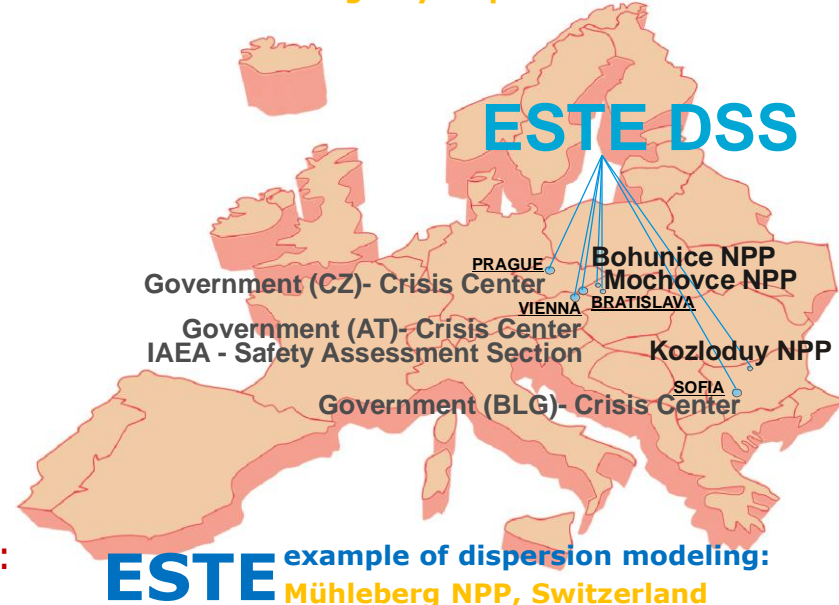 ESTE DSS
PRAGUE
Bohunice NPP
Government (CZ)- Crisis Center
Mochovce NPP
VIENNA
BRATISLAVA
Government (AT)- Crisis Center
IAEA - Safety Assessment Section
Kozloduy NPP
SOFIA
Government (BLG)- Crisis Center
:
ESTE example of dispersion modeling:
Mühleberg NPP, Switzerland